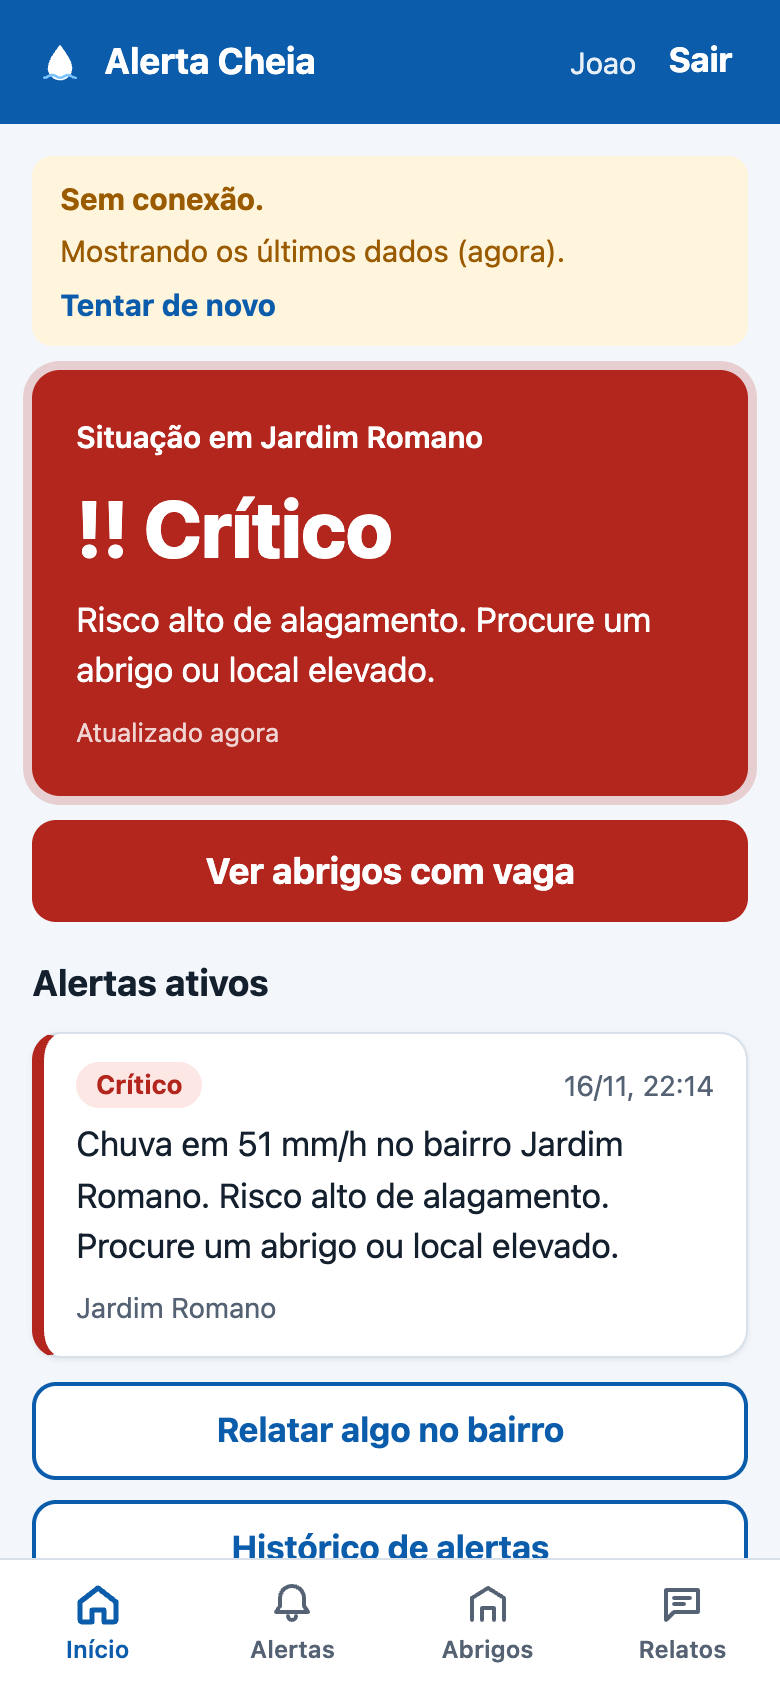 Alerta Cheia
Joao
Sair
Sem conexão.
Mostrando os últimos dados (agora).
Tentar de novo
Situação em Jardim Romano
!! Crítico
Risco alto de alagamento. Procure um
abrigo ou local elevado.
Atualizado agora
Ver abrigos com vaga
Alertas ativos
Crítico
16/11, 22:14
Chuva em 51 mm/h no bairro Jardim
Romano. Risco alto de alagamento.
Procure um abrigo ou local elevado.
Jardim Romano
Relatar algo no bairro
Histórico de alertas
Início
Alertas
Abrigos
Relatos